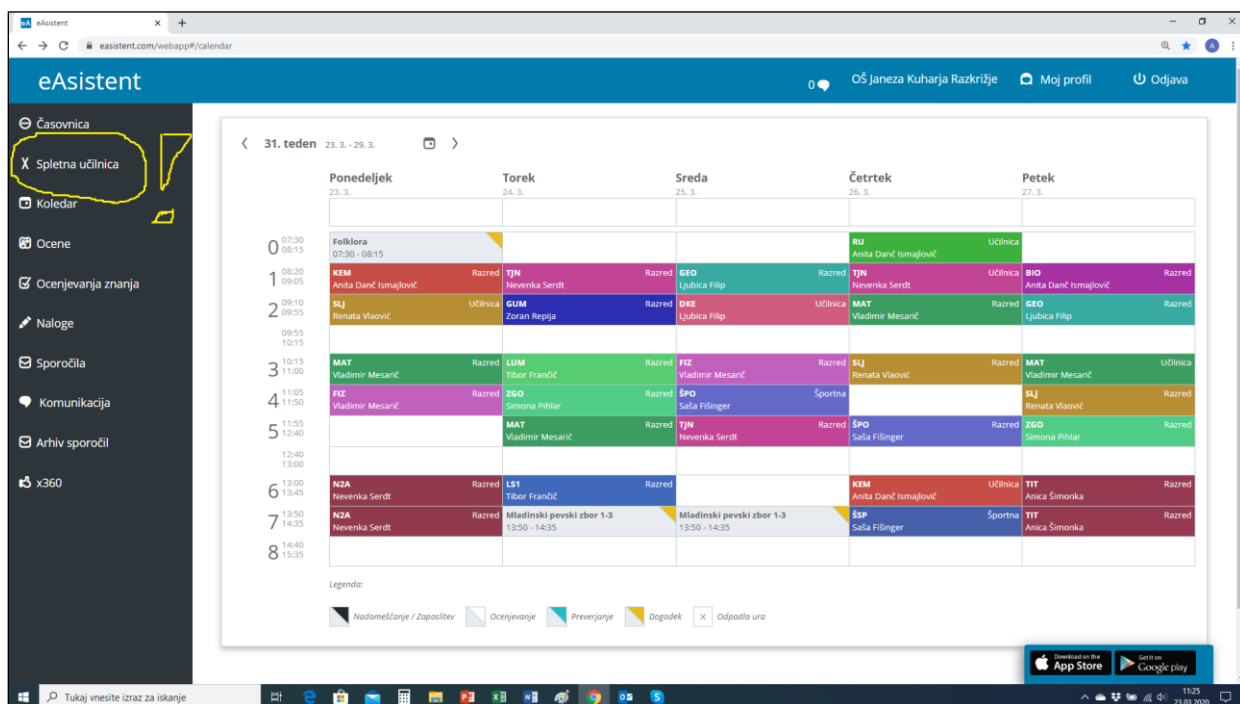 eAsistent
easistent.com/webapp#/calendar
eAsistent
0
OŠ Janeza Kuharja Razkrižje
Moj profil
Odjava
Časovnica
Spletna učilnica
Koledar
Ocene
Ocenjevanja znanja
Naloge
Sporočila
Komunikacija
Arhiv sporočil
x360
31. teden 23. 3. - 29. 3.
Ponedeljek Torek Sreda Četrtek Petek
23. 3. 24. 3. 25. 3. 26. 3. 27. 3.
0 07:30 08:15
Folklora
07:30 - 08:15
RU Učilnica
Anita Danč Ismajlovič
1 08:20 09:05
KEM Razred
Anita Danč Ismajlovič
TJN Razred
Nevenka Serdt
GEO Razred
Ljubica Filip
TJN Učilnica
Nevenka Serdt
BIO Razred
Anita Danč Ismajlovič
2 09:10 09:55
SLJ Učilnica
Renata Vlaović
GUM Razred
Zoran Repija
DKE Učilnica
Ljubica Filip
MAT Razred
Vladimir Mesarič
GEO Razred
Ljubica Filip
09:55
10:15
3 10:15 11:00
MAT Razred
Vladimir Mesarič
LUM Razred
Tibor Frančič
FIZ Razred
Vladimir Mesarič
SLJ Razred
Renata Vlaović
MAT Učilnica
Vladimir Mesarič
4 11:05 11:50
FIZ Razred
Vladimir Mesarič
ZGO Razred
Simona Pihlar
ŠPO Športna
Saša Fišinger
SLJ Razred
Renata Vlaović
5 11:55 12:40
MAT Razred
Vladimir Mesarič
TJN Razred
Nevenka Serdt
ŠPO Razred
Saša Fišinger
ZGO Razred
Simona Pihlar
12:40
13:00
6 13:00 13:45
N2A Razred
Nevenka Serdt
LS1 Razred
Tibor Frančič
KEM Učilnica
Anita Danč Ismajlovič
TIT Razred
Anica Šimonka
7 13:50 14:35
N2A Razred
Nevenka Serdt
Mladinski pevski zbor 1-3
13:50 - 14:35
Mladinski pevski zbor 1-3
13:50 - 14:35
ŠSP Športna
Saša Fišinger
TIT Razred
Anica Šimonka
8 14:40 15:35
Legenda:
Nadomeščanje / Zaposlitev
Ocenjevanje
Preverjanje
Dogodek
Odpadla ura
Download on the
App Store
Get it on
Google play
Tukaj vnesite izraz za iskanje
11:25
23.03.2020